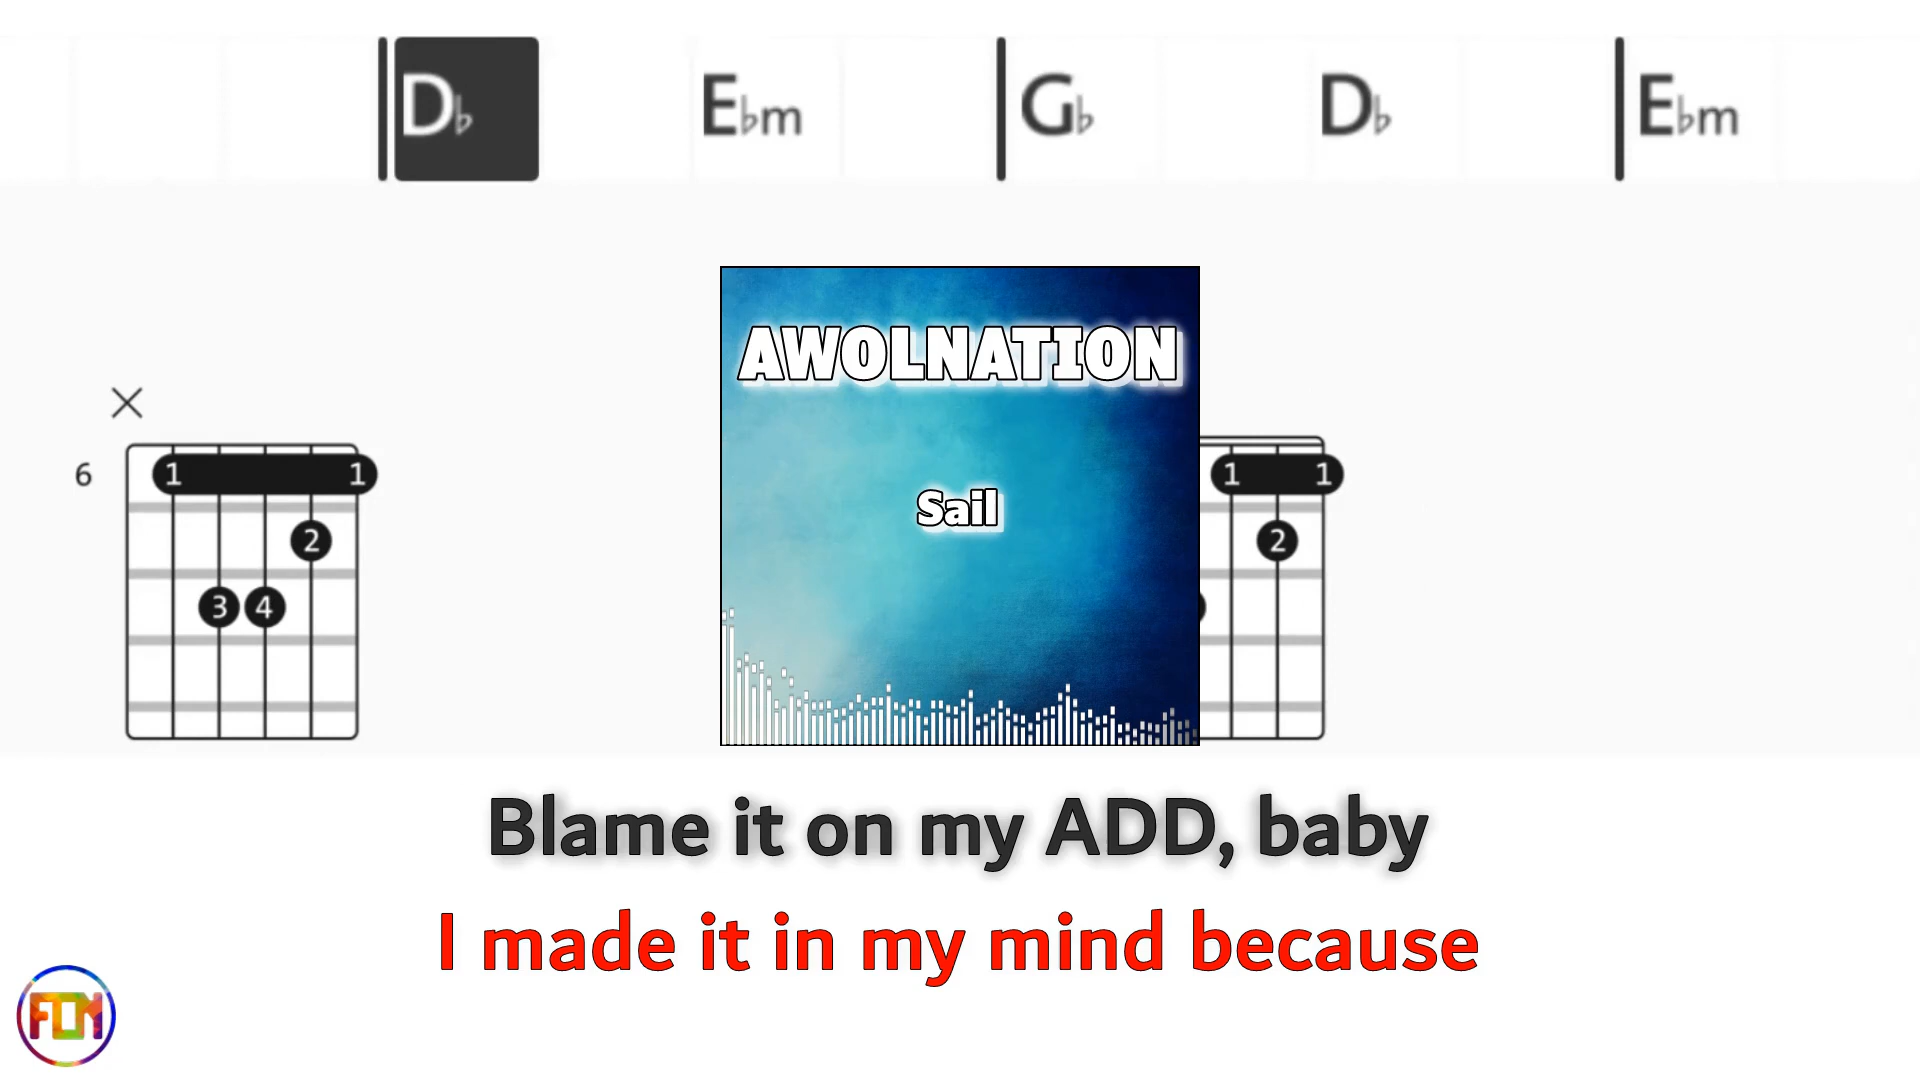 D♭ E♭m G♭ D♭ E♭m
AWOLNATION
Sail
6 1 1 1 1
2 2
3 4
Blame it on my ADD, baby
I made it in my mind because
FCM